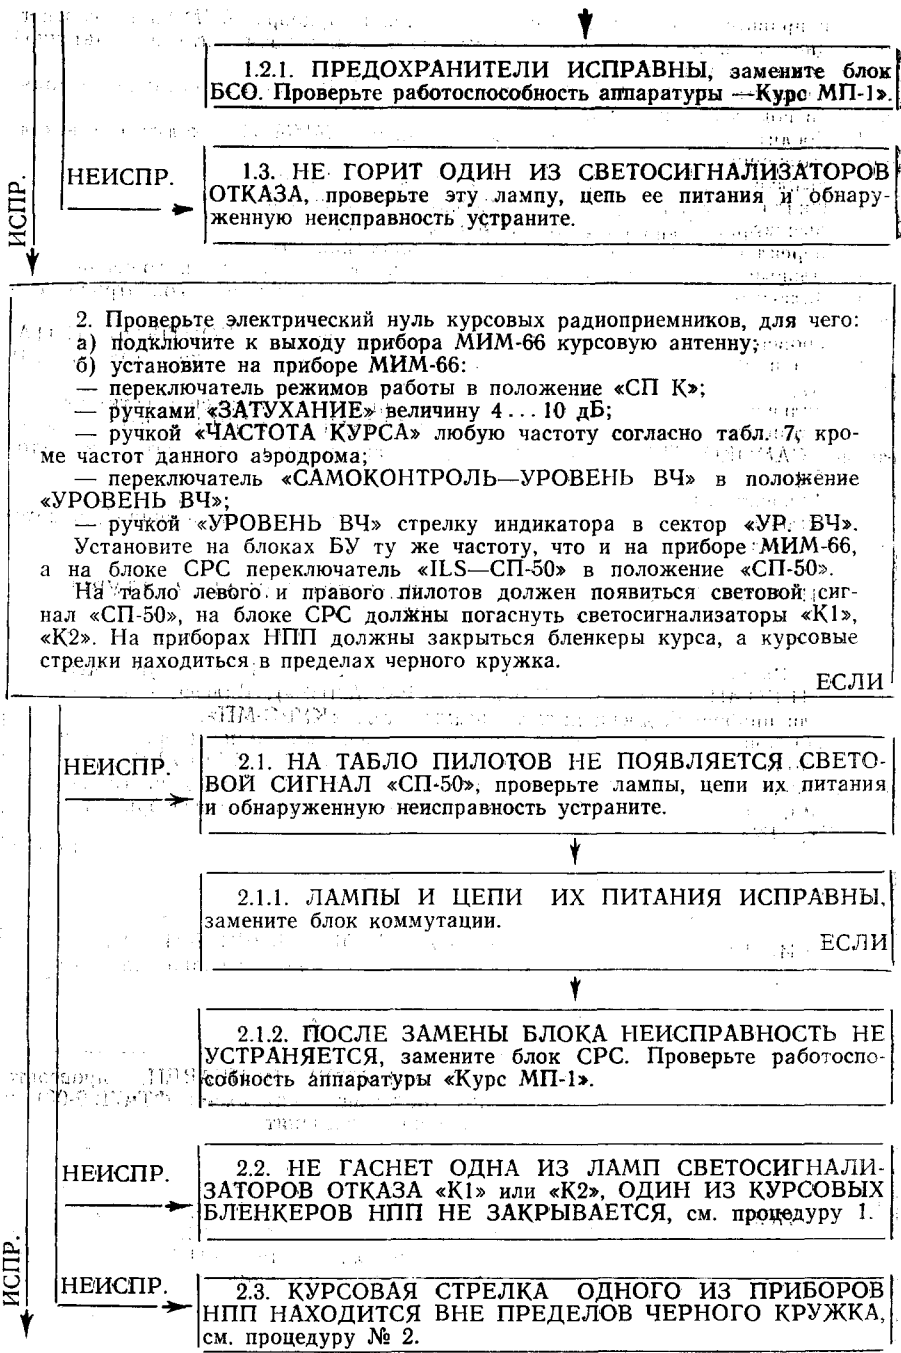 1.2.1. ПРЕДОХРАНИТЕЛИ ИСПРАВНЫ, замените блок
БСО. Проверьте работоспособность аппаратуры —Курс МП-1».
ИСПР.
НЕИСПР.
1.3. НЕ ГОРИТ ОДИН ИЗ СВЕТОСИГНАЛИЗАТОРОВ
ОТКАЗА, проверьте эту лампу, цепь ее питания и обнару-
женную неисправность устраните.
2. Проверьте электрический нуль курсовых радиоприемников, для чего:
а) подключите к выходу прибора МИМ-66 курсовую антенну;
б) установите на приборе МИМ-66:
— переключатель режимов работы в положение «СП К»;
— ручками «ЗАТУХАНИЕ» величину 4...10 дБ;
— ручкой «ЧАСТОТА КУРСА» любую частоту согласно табл. 7, кро-
ме частот данного аэродрома;
— переключатель «САМОКОНТРОЛЬ—УРОВЕНЬ ВЧ» в положение
«УРОВЕНЬ ВЧ»;
— ручкой «УРОВЕНЬ ВЧ» стрелку индикатора в сектор «УР. ВЧ».
Установите на блоках БУ ту же частоту, что и на приборе МИМ-66,
а на блоке СРС переключатель «ILS—СП-50» в положение «СП-50».
На табло левого и правого пилотов должен появиться световой сиг-
нал «СП-50», на блоке СРС должны погаснуть светосигнализаторы «К1»,
«К2». На приборах НПП должны закрыться бленкеры курса, а курсовые
стрелки находиться в пределах черного кружка.
ЕСЛИ
НЕИСПР.
2.1. НА ТАБЛО ПИЛОТОВ НЕ ПОЯВЛЯЕТСЯ СВЕТО-
ВОЙ СИГНАЛ «СП-50», проверьте лампы, цепи их питания
и обнаруженную неисправность устраните.
2.1.1. ЛАМПЫ И ЦЕПИ ИХ ПИТАНИЯ ИСПРАВНЫ,
замените блок коммутации.
ЕСЛИ
2.1.2. ПОСЛЕ ЗАМЕНЫ БЛОКА НЕИСПРАВНОСТЬ НЕ
УСТРАНЯЕТСЯ, замените блок СРС. Проверьте работоспо-
собность аппаратуры «Курс МП-1».
НЕИСПР.
2.2. НЕ ГАСНЕТ ОДНА ИЗ ЛАМП СВЕТОСИГНАЛИ-
ЗАТОРОВ ОТКАЗА «К1» или «К2», ОДИН ИЗ КУРСОВЫХ
БЛЕНКЕРОВ НПП НЕ ЗАКРЫВАЕТСЯ, см. процедуру 1.
ИСПР.
НЕИСПР.
2.3. КУРСОВАЯ СТРЕЛКА ОДНОГО ИЗ ПРИБОРОВ
НПП НАХОДИТСЯ ВНЕ ПРЕДЕЛОВ ЧЕРНОГО КРУЖКА,
см. процедуру № 2.